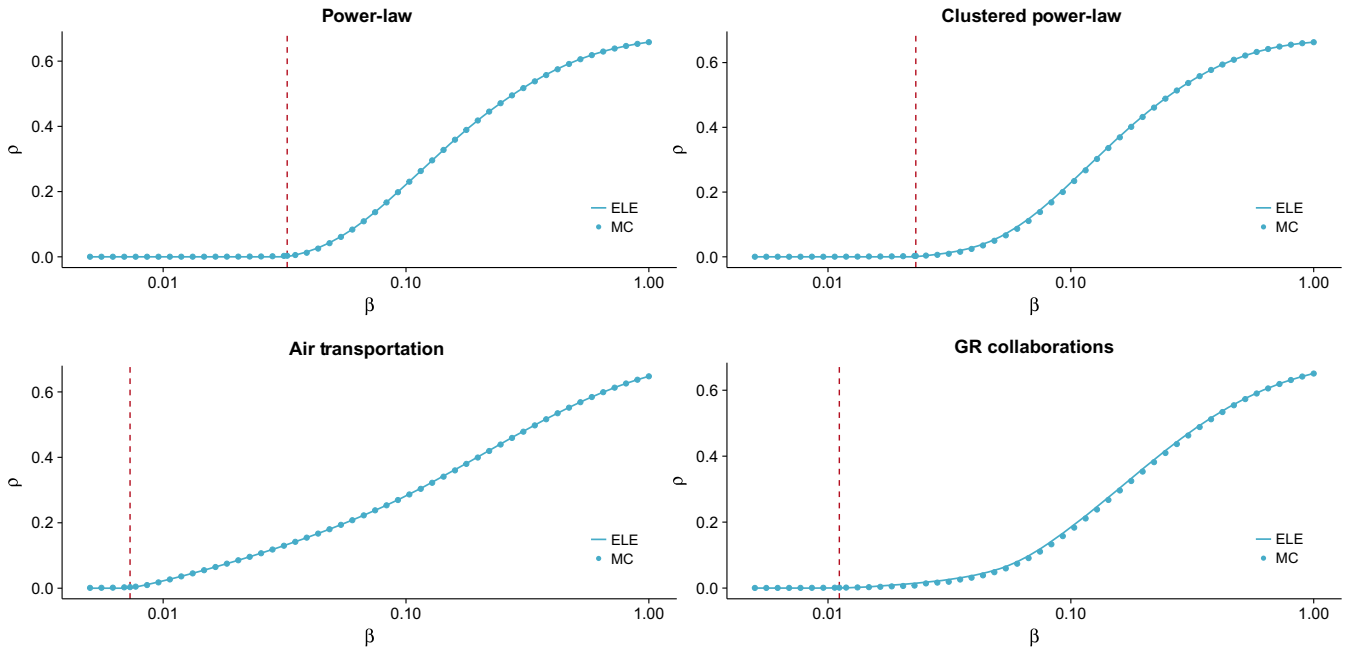 Power-law
0.6
0.4
ρ
0.2
0.0
ELE
MC
0.01 0.10 1.00
β
Clustered power-law
0.6
0.4
ρ
0.2
0.0
ELE
MC
0.01 0.10 1.00
β
Air transportation
0.6
0.4
ρ
0.2
0.0
ELE
MC
0.01 0.10 1.00
β
GR collaborations
0.6
0.4
ρ
0.2
0.0
ELE
MC
0.01 0.10 1.00
β